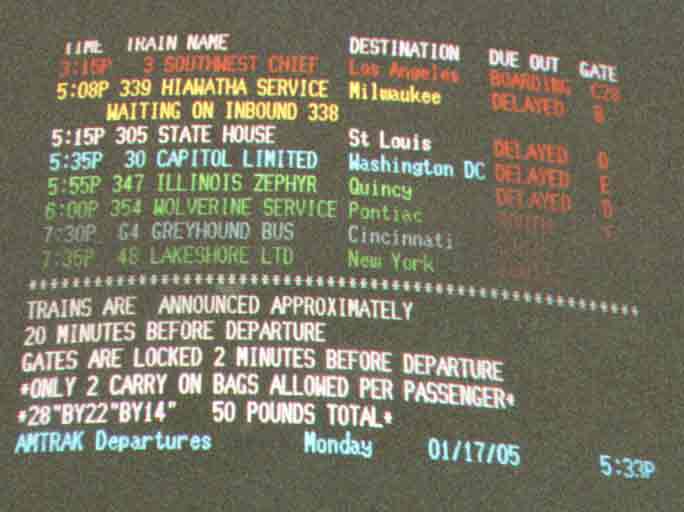 TIME TRAIN NAME DESTINATION DUE OUT GATE
3:15P 3 SOUTHWEST CHIEF Los Angeles BOARDING C28
5:08P 339 HIAWATHA SERVICE Milwaukee DELAYED B
WAITING ON INBOUND 338
5:15P 305 STATE HOUSE St Louis DELAYED D
5:35P 30 CAPITOL LIMITED Washington DC DELAYED E
5:55P 347 ILLINOIS ZEPHYR Quincy DELAYED D
6:00P 354 WOLVERINE SERVICE Pontiac
7:30P G4 GREYHOUND BUS Cincinnati
7:35P 48 LAKESHORE LTD New York
TRAINS ARE ANNOUNCED APPROXIMATELY
20 MINUTES BEFORE DEPARTURE
GATES ARE LOCKED 2 MINUTES BEFORE DEPARTURE
*ONLY 2 CARRY ON BAGS ALLOWED PER PASSENGER*
*28"BY22"BY14" 50 POUNDS TOTAL*
AMTRAK Departures Monday 01/17/05 5:33P